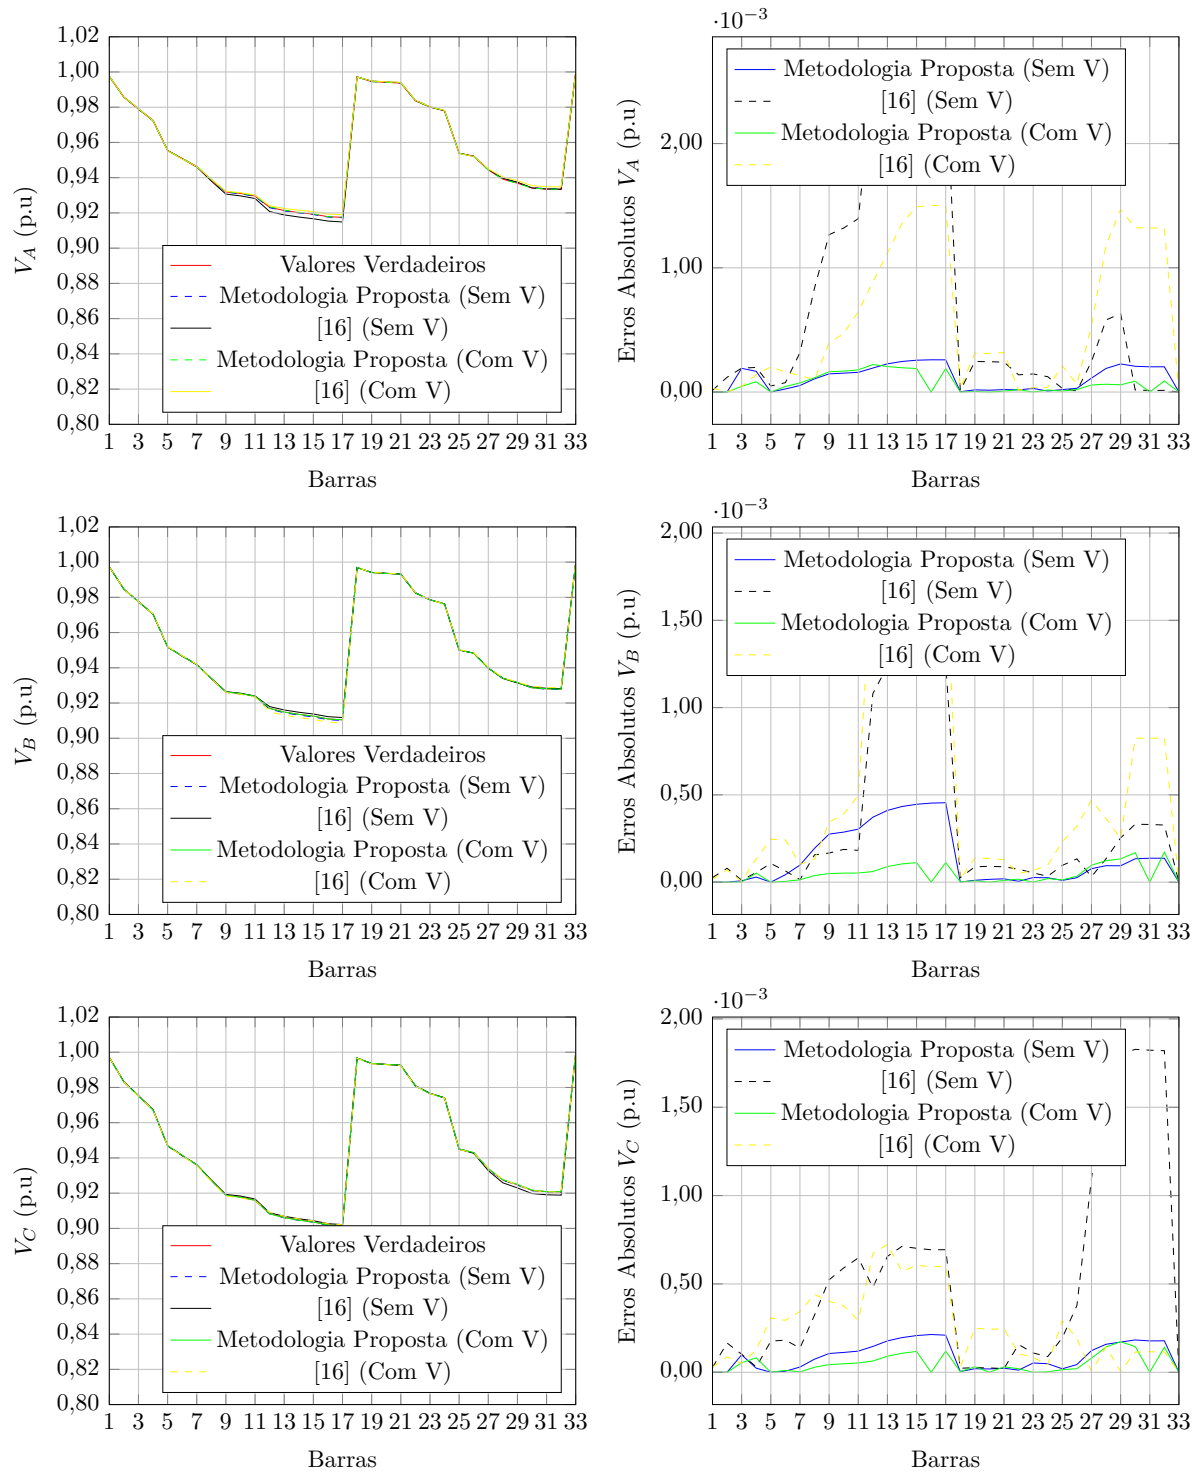 1,02
1,00
0,98
0,96
0,94
0,92
0,90
0,88
0,86
0,84
0,82
0,80
V_A (p.u)
Valores Verdadeiros
Metodologia Proposta (Sem V)
[16] (Sem V)
Metodologia Proposta (Com V)
[16] (Com V)
1 3 5 7 9 11 13 15 17 19 21 23 25 27 29 31 33
Barras
·10^−3
2,00
1,00
0,00
Erros Absolutos V_A (p.u)
Metodologia Proposta (Sem V)
[16] (Sem V)
Metodologia Proposta (Com V)
[16] (Com V)
1 3 5 7 9 11 13 15 17 19 21 23 25 27 29 31 33
Barras
1,02
1,00
0,98
0,96
0,94
0,92
0,90
0,88
0,86
0,84
0,82
0,80
V_B (p.u)
Valores Verdadeiros
Metodologia Proposta (Sem V)
[16] (Sem V)
Metodologia Proposta (Com V)
[16] (Com V)
1 3 5 7 9 11 13 15 17 19 21 23 25 27 29 31 33
Barras
·10^−3
2,00
1,50
1,00
0,50
0,00
Erros Absolutos V_B (p.u)
Metodologia Proposta (Sem V)
[16] (Sem V)
Metodologia Proposta (Com V)
[16] (Com V)
1 3 5 7 9 11 13 15 17 19 21 23 25 27 29 31 33
Barras
1,02
1,00
0,98
0,96
0,94
0,92
0,90
0,88
0,86
0,84
0,82
0,80
V_C (p.u)
Valores Verdadeiros
Metodologia Proposta (Sem V)
[16] (Sem V)
Metodologia Proposta (Com V)
[16] (Com V)
1 3 5 7 9 11 13 15 17 19 21 23 25 27 29 31 33
Barras
·10^−3
2,00
1,50
1,00
0,50
0,00
Erros Absolutos V_C (p.u)
Metodologia Proposta (Sem V)
[16] (Sem V)
Metodologia Proposta (Com V)
[16] (Com V)
1 3 5 7 9 11 13 15 17 19 21 23 25 27 29 31 33
Barras